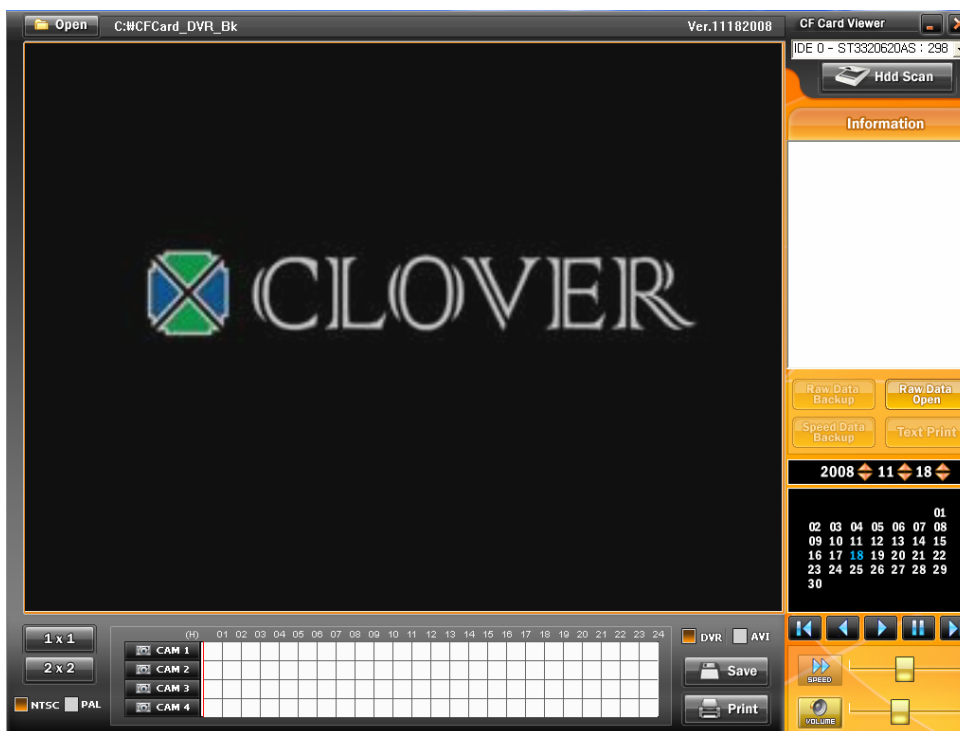 Open
C:₩CFCard_DVR_Bk
Ver.11182008
CF Card Viewer
IDE 0 - ST3320620AS : 298
Hdd Scan
Information
CLOVER
Raw Data
Backup
Raw Data
Open
Speed Data
Backup
Text Print
2008 11 18
01
02 03 04 05 06 07 08
09 10 11 12 13 14 15
16 17 18 19 20 21 22
23 24 25 26 27 28 29
30
1 x 1
2 x 2
NTSC PAL
(H) 01 02 03 04 05 06 07 08 09 10 11 12 13 14 15 16 17 18 19 20 21 22 23 24
CAM 1
CAM 2
CAM 3
CAM 4
DVR AVI
Save
Print
SPEED
VOLUME